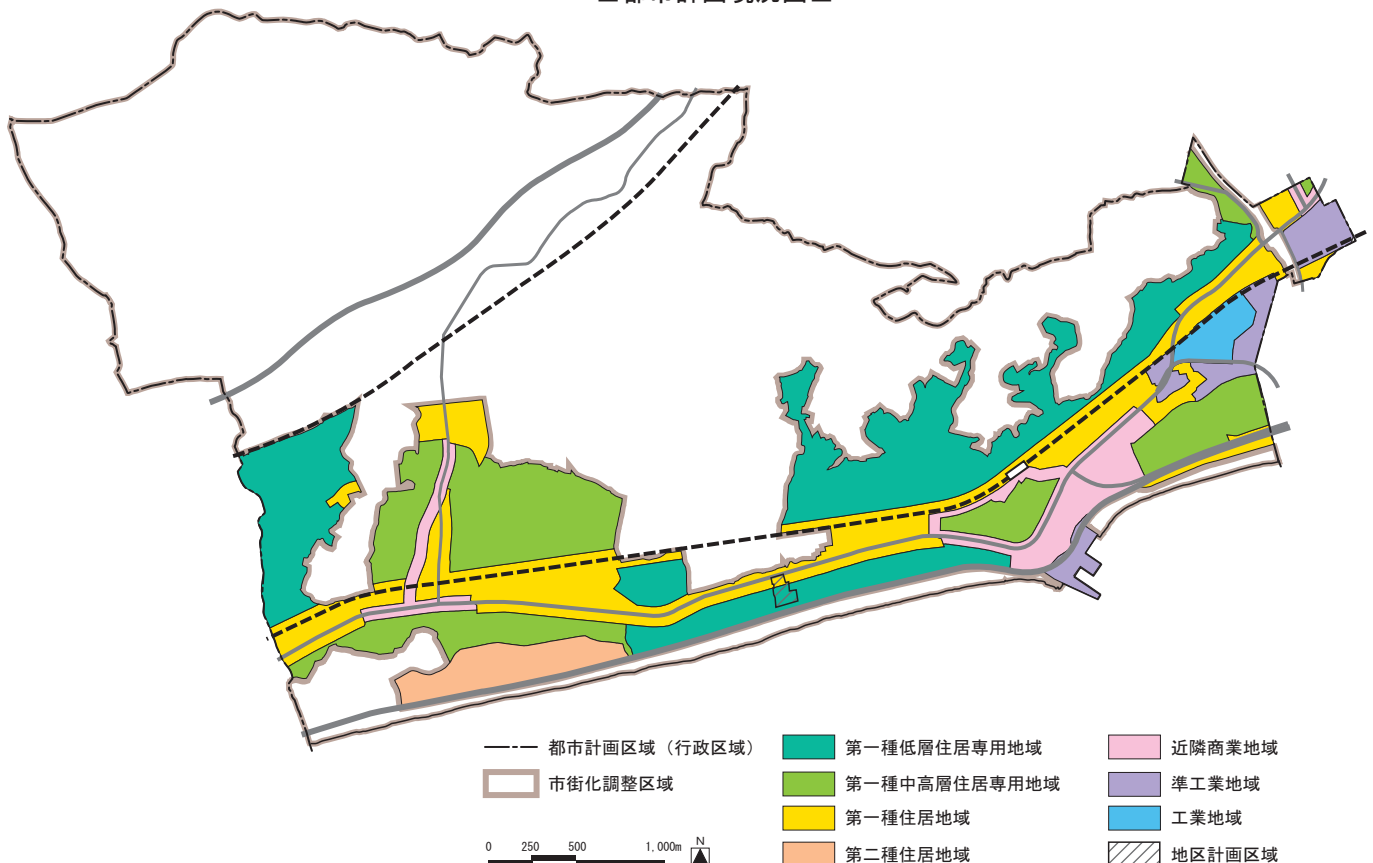 都市計画区域（行政区域）
市街化調整区域
第一種低層住居専用地域
第一種中高層住居専用地域
第一種住居地域
第二種住居地域
近隣商業地域
準工業地域
工業地域
地区計画区域
0 250 500 1,000m
N